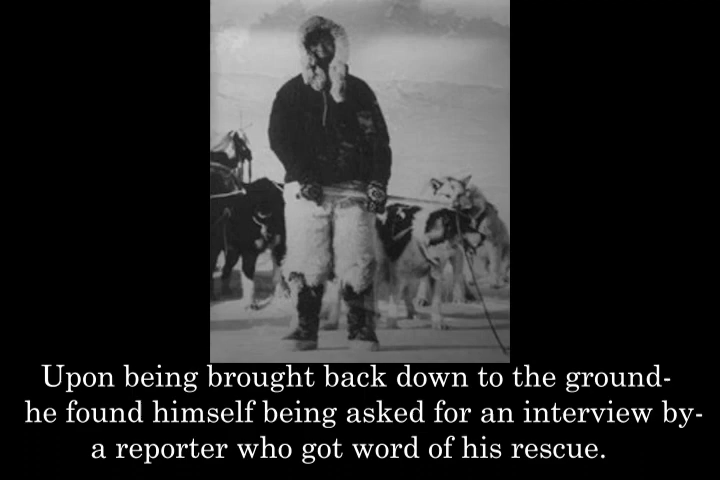 Upon being brought back down to the ground-
he found himself being asked for an interview by-
a reporter who got word of his rescue.